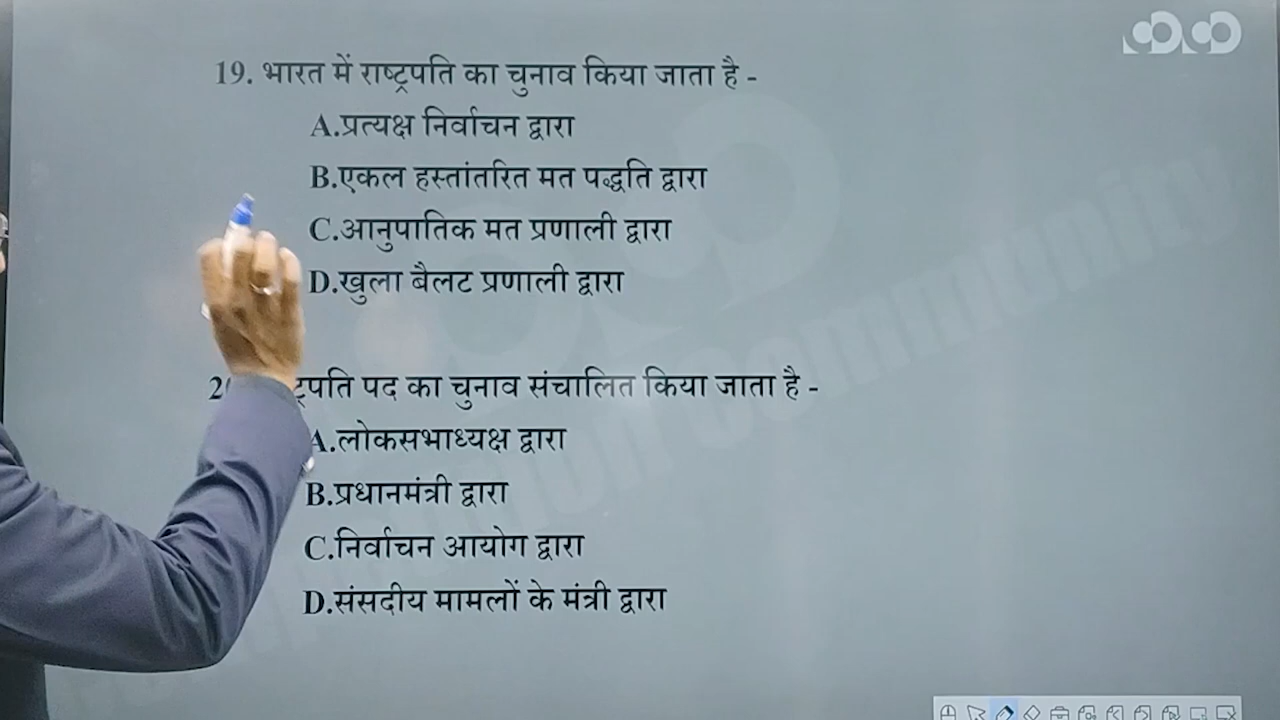 19. भारत में राष्ट्रपति का चुनाव किया जाता है -
A.प्रत्यक्ष निर्वाचन द्वारा
B.एकल हस्तांतरित मत पद्धति द्वारा
C.आनुपातिक मत प्रणाली द्वारा
D.खुला बैलट प्रणाली द्वारा
पद का चुनाव संचालित किया जाता है -
A.लोकसभाध्यक्ष द्वारा
B.प्रधानमंत्री द्वारा
C.निर्वाचन आयोग द्वारा
D.संसदीय मामलों के मंत्री द्वारा